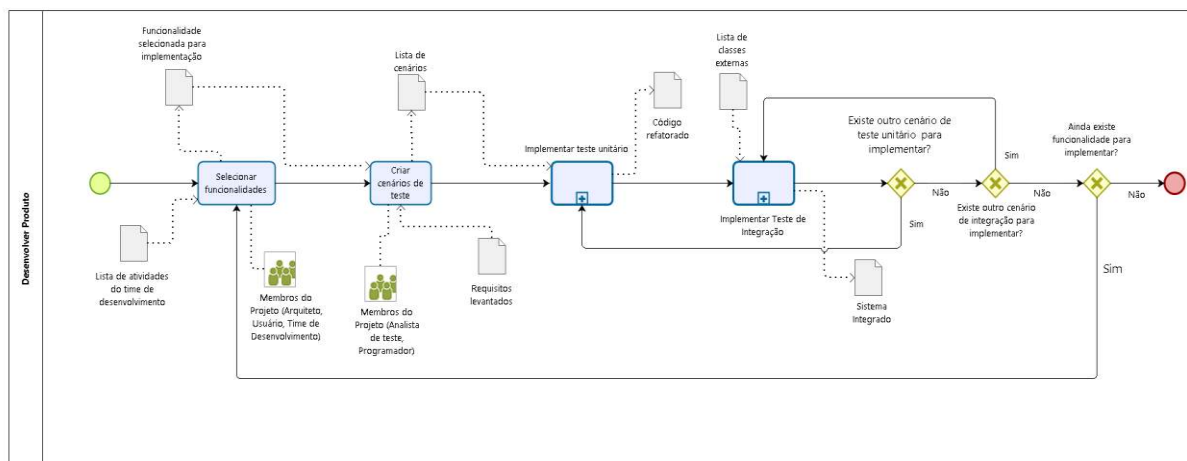 Desenvolver Produto
Funcionalidade
selecionada para
implementação
Lista de
cenários
Código
refatorado
Lista de
classes
externas
Existe outro cenário de
teste unitário para
implementar?
Ainda existe
funcionalidade para
implementar?
Sim
Selecionar
funcionalidades
Criar
cenários de
teste
Implementar teste unitário
Implementar Teste de
Integração
Não
Não
Não
Sim
Existe outro cenário
de integração para
implementar?
Sim
Lista de atividades
do time de
desenvolvimento
Membros do
Projeto (Arquiteto,
Usuário, Time de
Desenvolvimento)
Membros do
Projeto (Analista
de teste,
Programador)
Requisitos
levantados
Sistema
Integrado